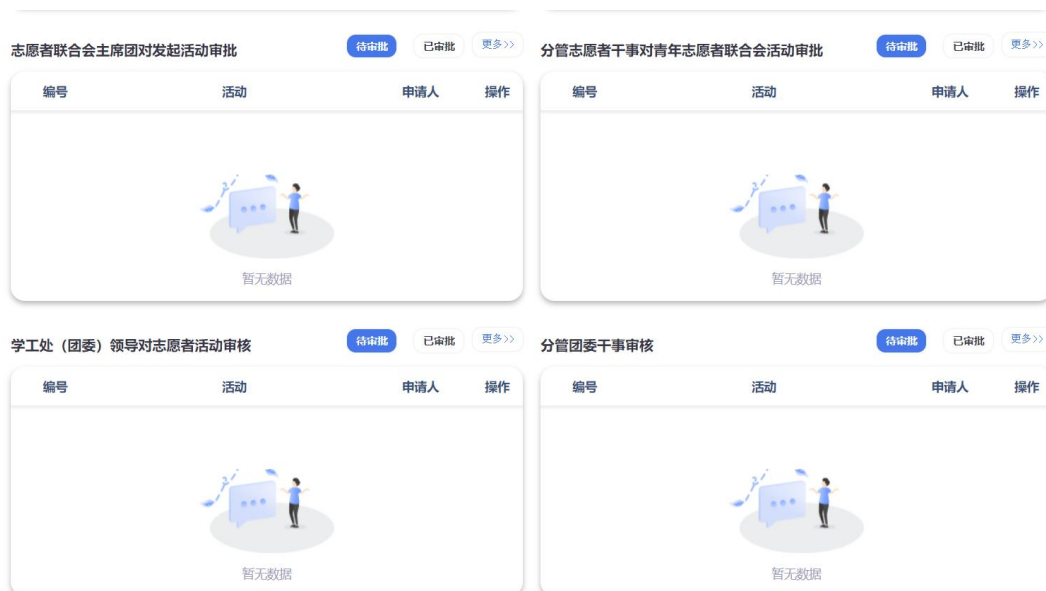 志愿者联合会主席团对发起活动审批 待审批 已审批 更多>>
编号 活动 申请人 操作
暂无数据
分管志愿者干事对青年志愿者联合会活动审批 待审批 已审批 更多>>
编号 活动 申请人 操作
暂无数据
学工处（团委）领导对志愿者活动审核 待审批 已审批 更多>>
编号 活动 申请人 操作
暂无数据
分管团委干事审核 待审批 已审批 更多>>
编号 活动 申请人 操作
暂无数据